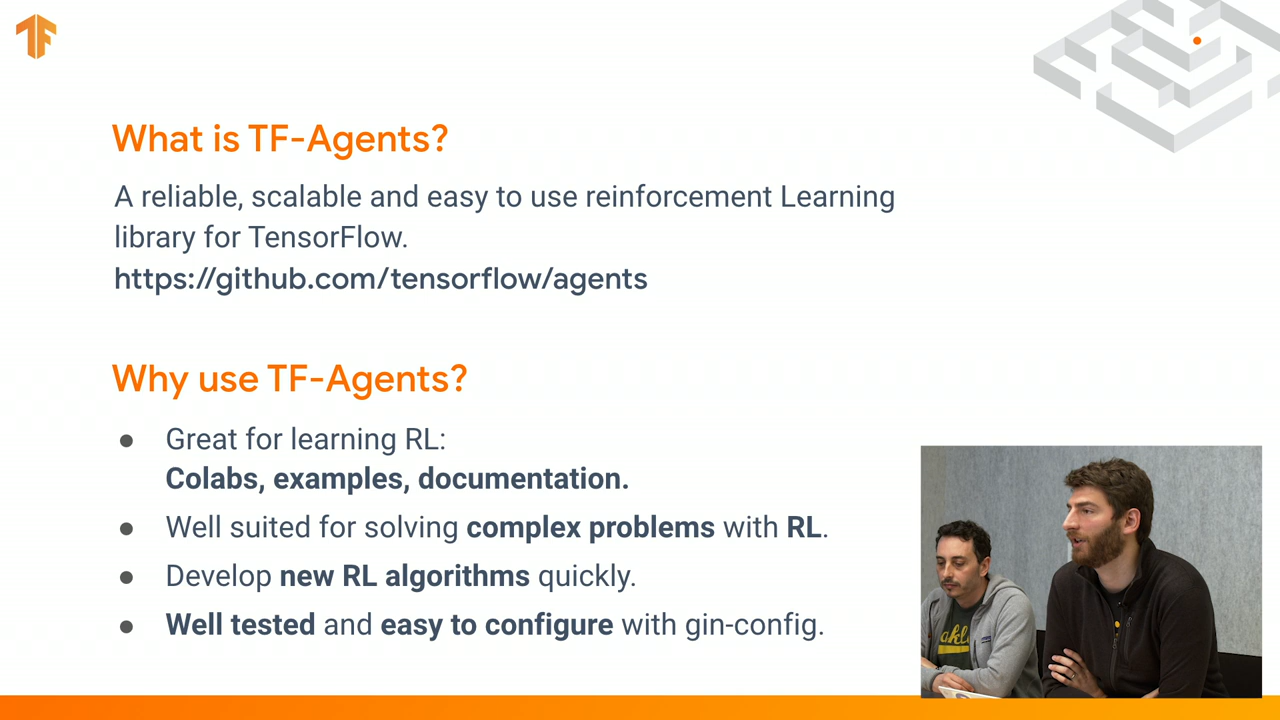 What is TF-Agents?
A reliable, scalable and easy to use reinforcement Learning
library for TensorFlow.
https://github.com/tensorflow/agents
Why use TF-Agents?
● Great for learning RL:
Colabs, examples, documentation.
● Well suited for solving complex problems with RL.
● Develop new RL algorithms quickly.
● Well tested and easy to configure with gin-config.